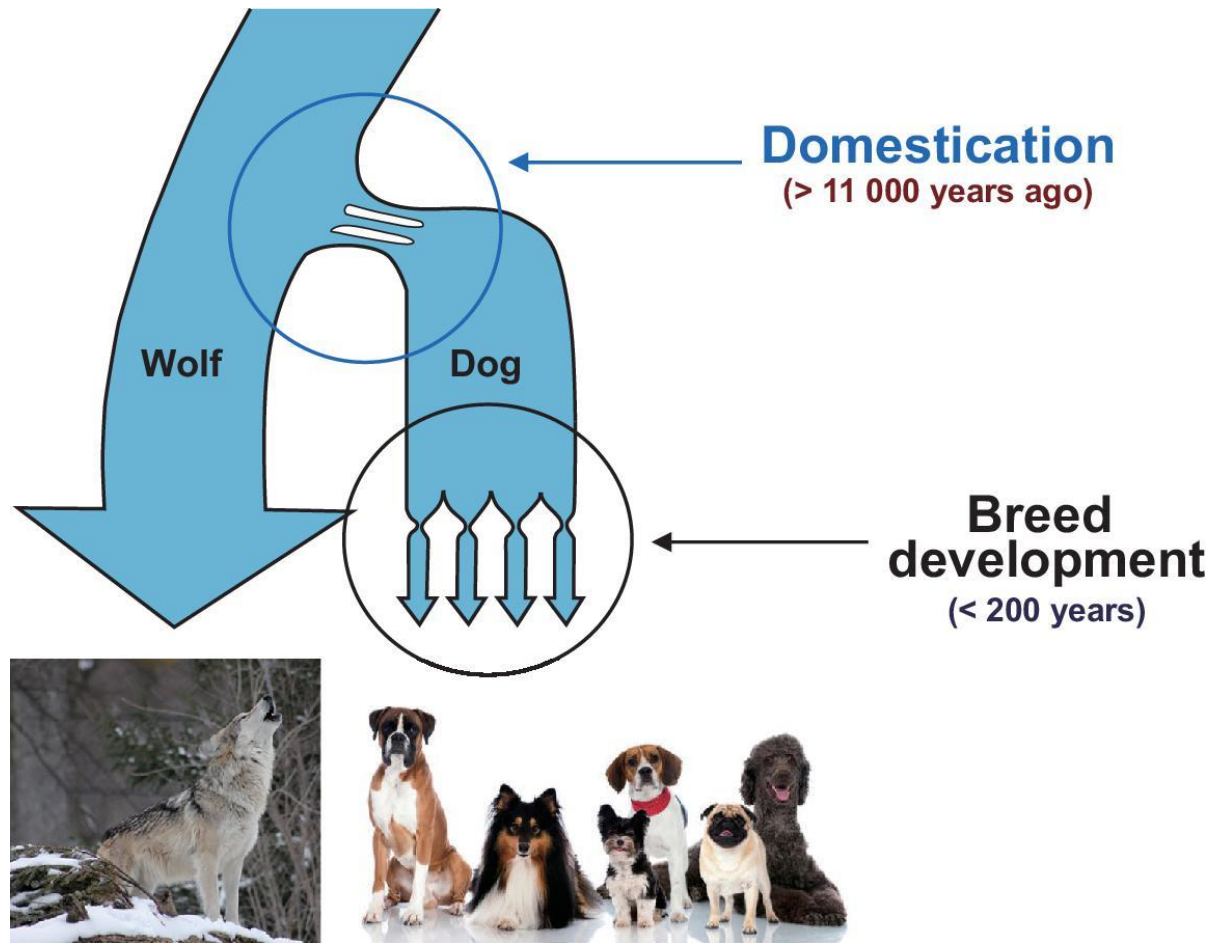 Domestication
(> 11 000 years ago)
Wolf
Dog
Breed
development
(< 200 years)